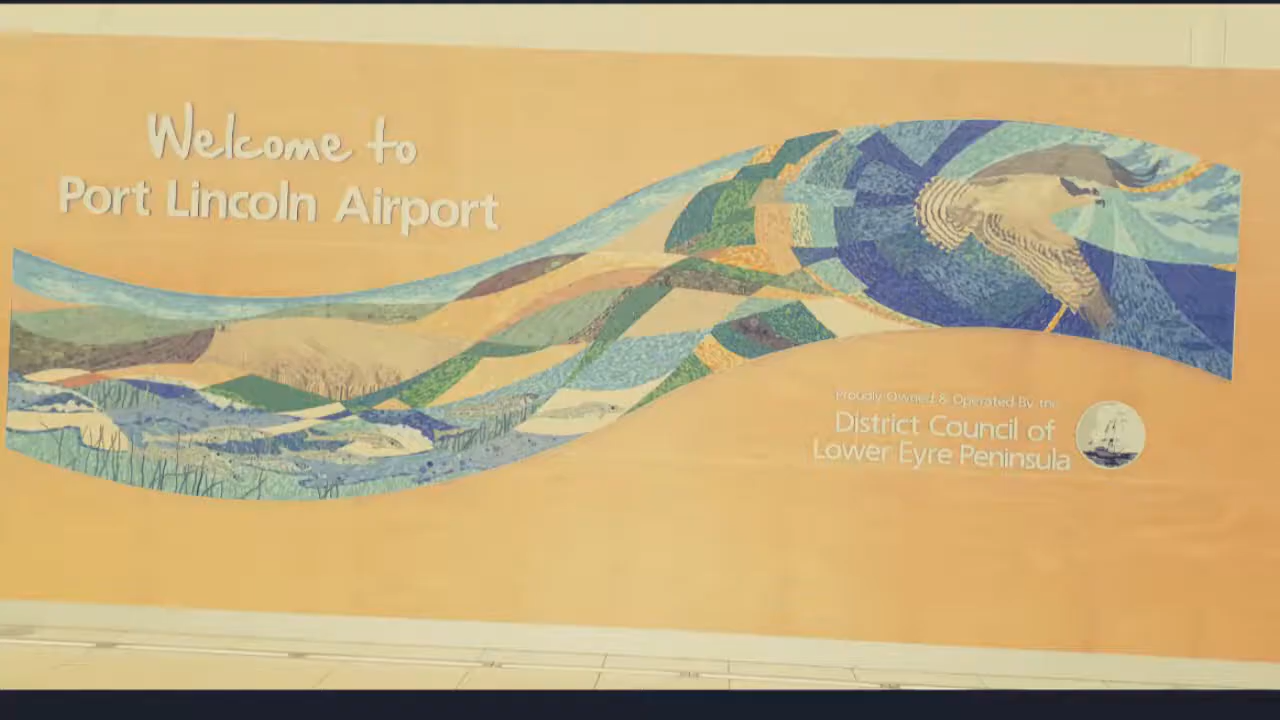 Welcome to
Port Lincoln Airport
Proudly Owned & Operated By the
District Council of
Lower Eyre Peninsula